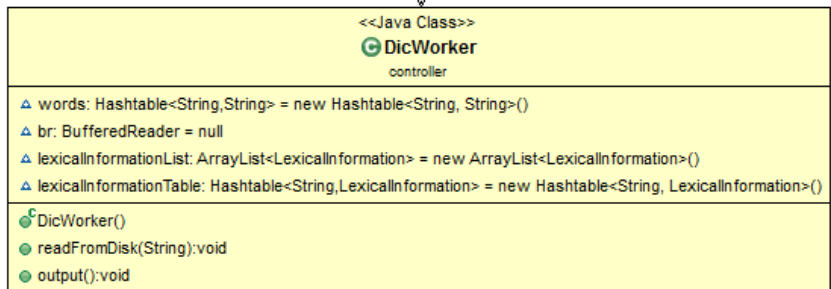 <<Java Class>>
DicWorker
controller
words: Hashtable<String,String> = new Hashtable<String, String>()
br: BufferedReader = null
lexicalInformationList: ArrayList<LexicalInformation> = new ArrayList<LexicalInformation>()
lexicalInformationTable: Hashtable<String,LexicalInformation> = new Hashtable<String, LexicalInformation>()
DicWorker()
readFromDisk(String):void
output():void